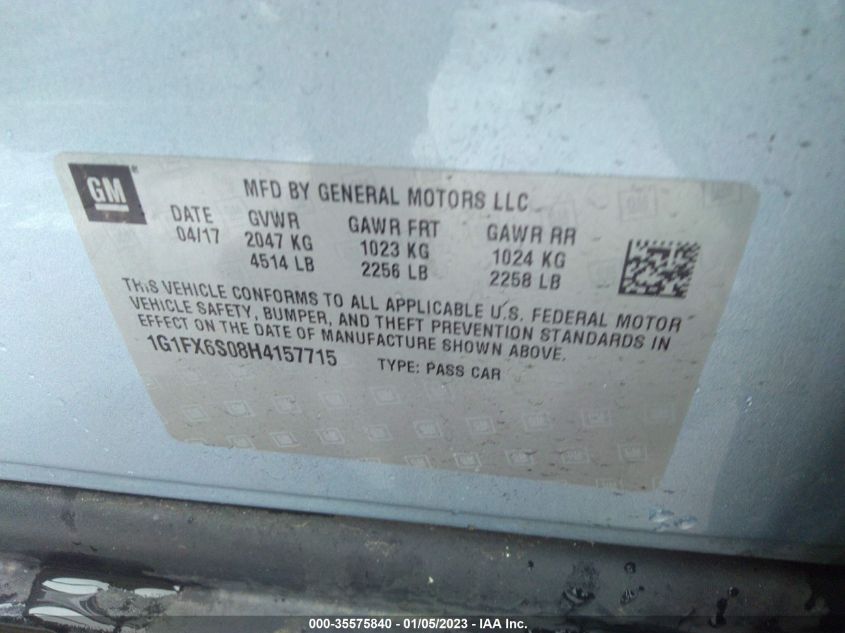 GM
MFD BY GENERAL MOTORS LLC
DATE GVWR GAWR FRT GAWR RR
04/17 2047 KG 1023 KG 1024 KG
4514 LB 2256 LB 2258 LB
THIS VEHICLE CONFORMS TO ALL APPLICABLE U.S. FEDERAL MOTOR
VEHICLE SAFETY, BUMPER, AND THEFT PREVENTION STANDARDS IN
EFFECT ON THE DATE OF MANUFACTURE SHOWN ABOVE.
1G1FX6S08H4157715 TYPE: PASS CAR
000-35575840 - 01/05/2023 - IAA Inc.